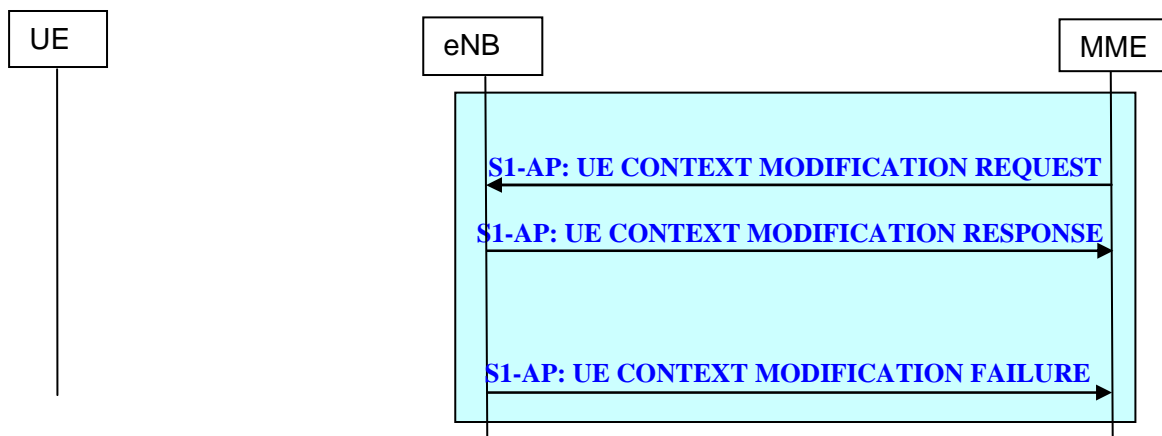 UE
eNB
MME
S1-AP: UE CONTEXT MODIFICATION REQUEST
S1-AP: UE CONTEXT MODIFICATION RESPONSE
S1-AP: UE CONTEXT MODIFICATION FAILURE